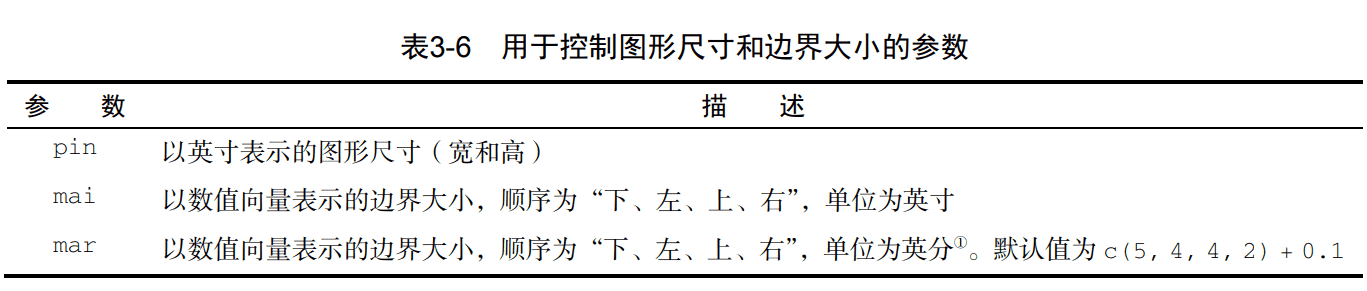 表3-6 用于控制图形尺寸和边界大小的参数
参 数 描 述
pin 以英寸表示的图形尺寸（宽和高）
mai 以数值向量表示的边界大小，顺序为“下、左、上、右”，单位为英寸
mar 以数值向量表示的边界大小，顺序为“下、左、上、右”，单位为英分①。默认值为c(5, 4, 4, 2) + 0.1